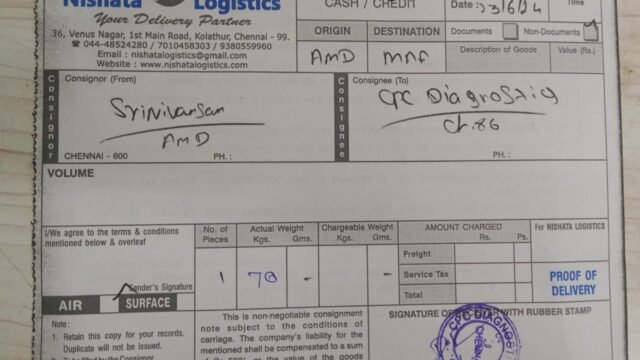 Nishata Logistics
Your Delivery Partner
36, Venus Nagar, 1st Main Road, Kolathur, Chennai - 99.
044-48524280 / 7010458303 / 9380559960
Email : nishatalogistics@gmail.com
Website : www.nishatalogistics.com
CASH / CREDIT
Date :
Time
ORIGIN
DESTINATION
Documents
Non-Documents
AMD
MAA
Description of Goods
Value (Rs.)
Consignor
Consignor (From)
Srinivansan
AMD
CHENNAI - 600
PH. :
Consignee
Consignee (To)
CPC Diagnostig
Ch.86
PH. :
VOLUME
I/We agree to the terms & conditions
mentioned below & overleaf
Sender's Signature
AIR
SURFACE
No. of Pieces
Actual Weight
Kgs. Gms.
Chargeable Weight
Kgs. Gms.
AMOUNT CHARGED
Rs. Ps.
1
70
-
-
Freight
Service Tax
Total
For NISHATA LOGISTICS
PROOF OF
DELIVERY
Note :
1. Retain this copy for your records.
Duplicate will not be issued.
This is non-negotiable consignment
note subject to the conditions of
carriage. The company's liability for the
mentioned shall be compensated to a sum
value of the goods
SIGNATURE OF
WITH RUBBER STAMP